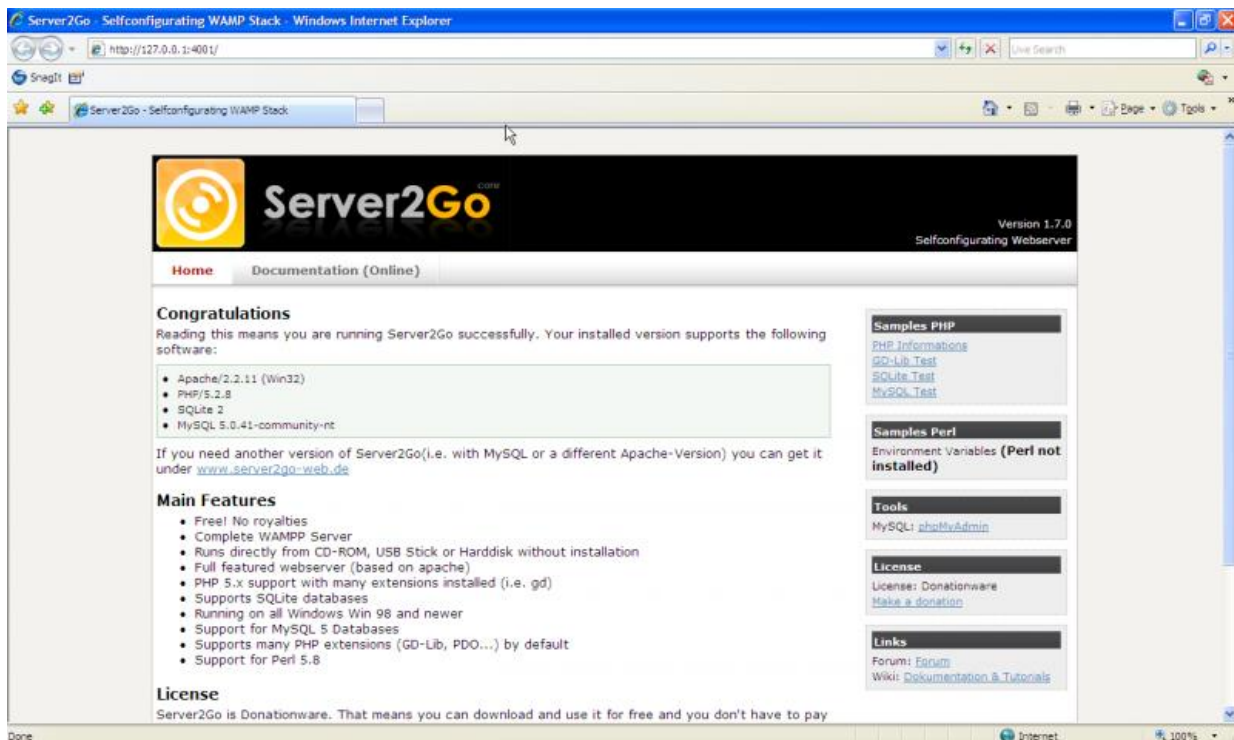 Server2Go - Selfconfigurating WAMP Stack - Windows Internet Explorer
http://127.0.0.1:4001/
Live Search
SnagIt
Server2Go - Selfconfigurating WAMP Stack
Page
Tools
Server2Go
Version 1.7.0
Selfconfigurating Webserver
Home
Documentation (Online)
Congratulations
Reading this means you are running Server2Go successfully. Your installed version supports the following
software:
Apache/2.2.11 (Win32)
PHP/5.2.8
SQLite 2
MySQL 5.0.41-community-nt
If you need another version of Server2Go(i.e. with MySQL or a different Apache-Version) you can get it
under www.server2go-web.de
Main Features
Free! No royalties
Complete WAMPP Server
Runs directly from CD-ROM, USB Stick or Harddisk without installation
Full featured webserver (based on apache)
PHP 5.x support with many extensions installed (i.e. gd)
Supports SQLite databases
Running on all Windows Win 98 and newer
Support for MySQL 5 Databases
Supports many PHP extensions (GD-Lib, PDO...) by default
Support for Perl 5.8
License
Server2Go is Donationware. That means you can download and use it for free and you don't have to pay
Samples PHP
PHP Informations
GD-Lib Test
SQLite Test
MySQL Test
Samples Perl
Environment Variables (Perl not
installed)
Tools
MySQL: phpMyAdmin
License
License: Donationware
Make a donation
Links
Forum: Forum
Wiki: Dokumentation & Tutorials
Done
Internet
100%